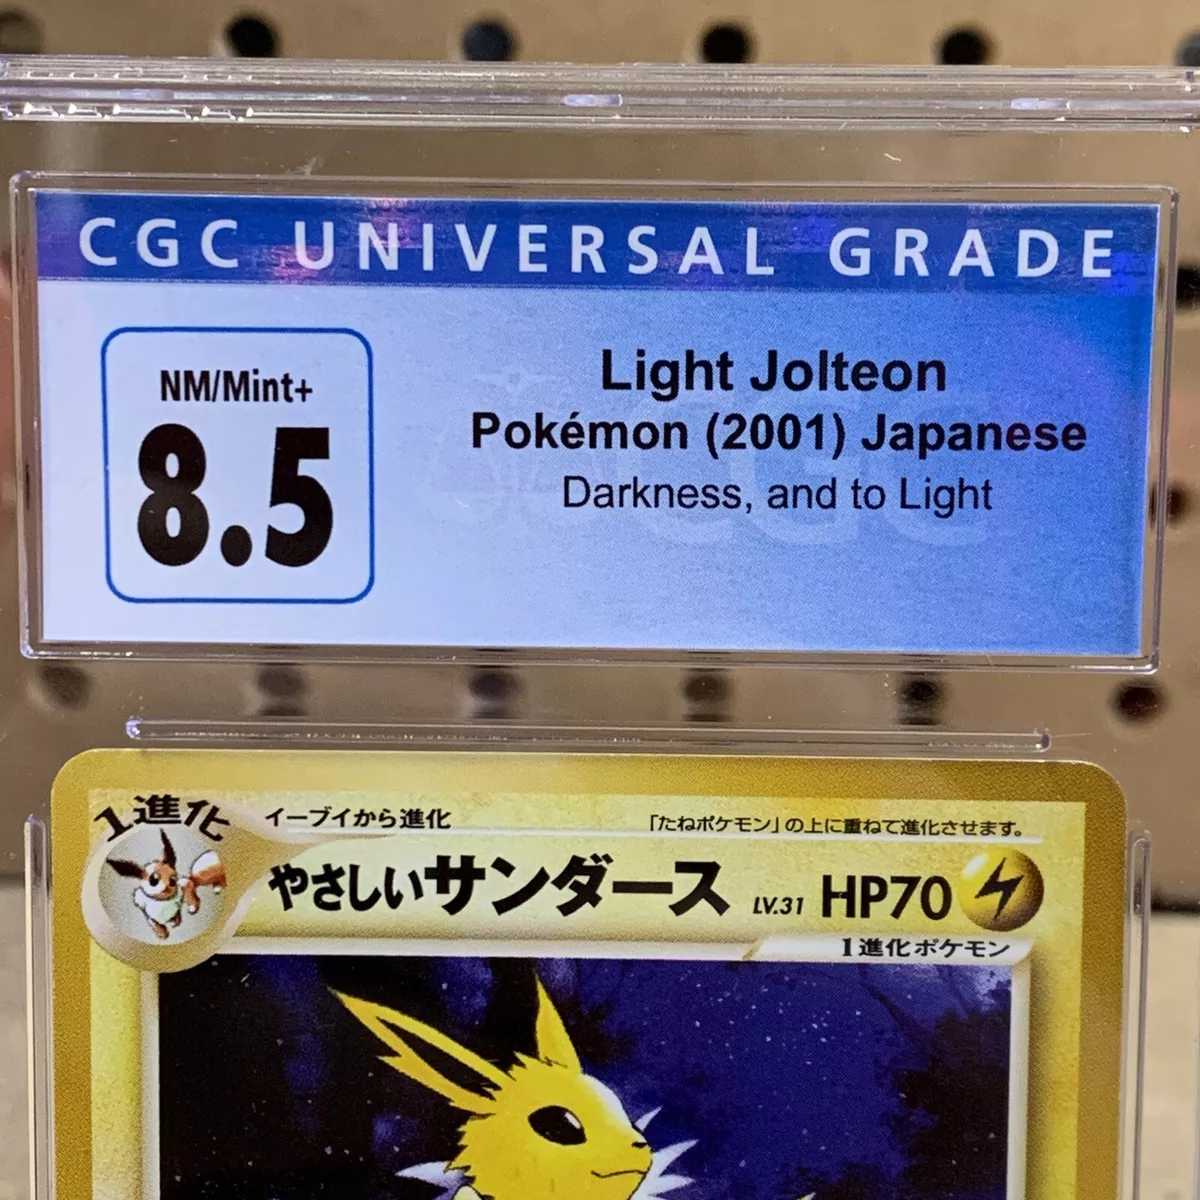 CGC UNIVERSAL GRADE
NM/Mint+
8.5
Light Jolteon
Pokémon (2001) Japanese
Darkness, and to Light
CGC
1進化
イーブイから進化
「たねポケモン」の上に重ねて進化させます。
やさしいサンダース LV.31 HP70
1進化ポケモン